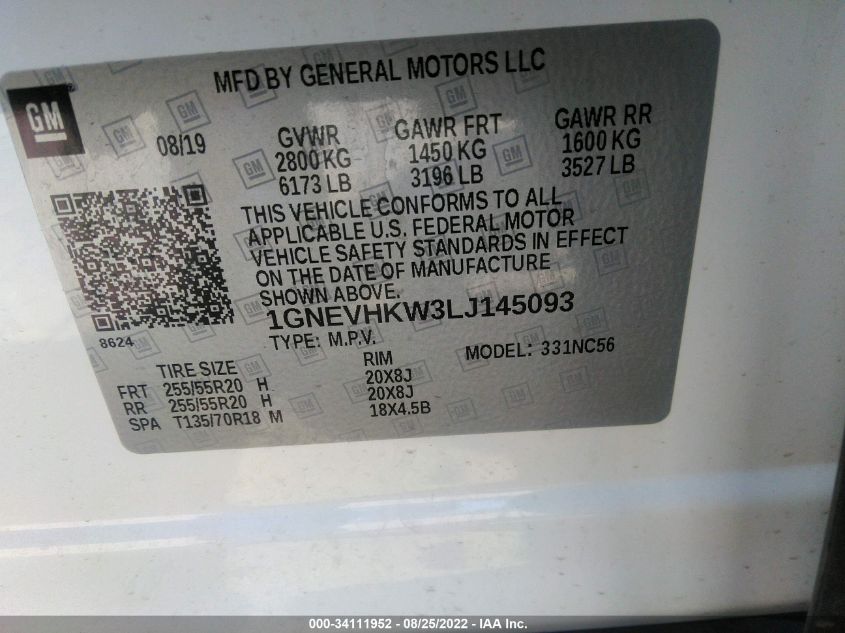 MFD BY GENERAL MOTORS LLC
GM
08/19 GVWR GAWR FRT GAWR RR
2800 KG 1450 KG 1600 KG
6173 LB 3196 LB 3527 LB
THIS VEHICLE CONFORMS TO ALL
APPLICABLE U.S. FEDERAL MOTOR
VEHICLE SAFETY STANDARDS IN EFFECT
ON THE DATE OF MANUFACTURE
SHOWN ABOVE.
1GNEVHKW3LJ145093
8624
TYPE: M.P.V. MODEL: 331NC56
TIRE SIZE RIM
FRT 255/55R20 H 20X8J
RR 255/55R20 H 20X8J
SPA T135/70R18 M 18X4.5B
000-34111952 - 08/25/2022 - IAA Inc.